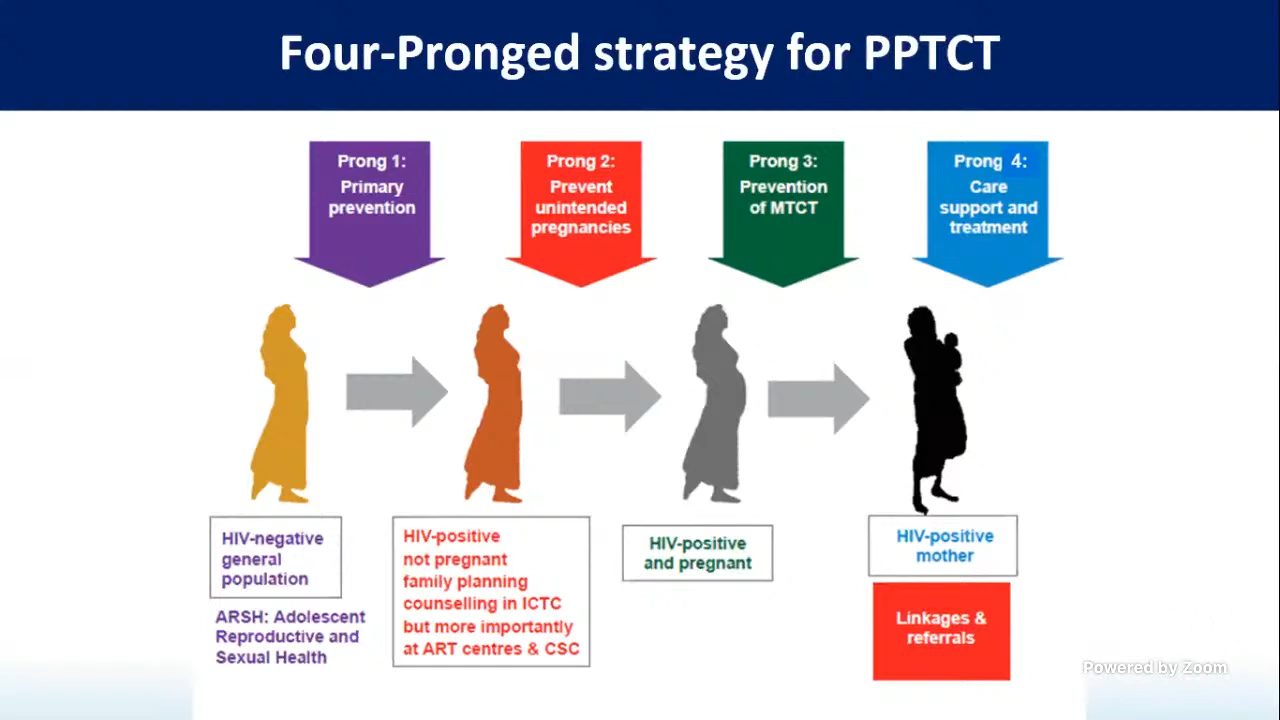 Four-Pronged strategy for PPTCT
Prong 1:
Primary
prevention
Prong 2:
Prevent
unintended
pregnancies
Prong 3:
Prevention
of MTCT
Prong 4:
Care
support and
treatment
HIV-negative
general
population
ARSH: Adolescent
Reproductive and
Sexual Health
HIV-positive
not pregnant
family planning
counselling in ICTC
but more importantly
at ART centres & CSC
HIV-positive
and pregnant
HIV-positive
mother
Linkages &
referrals
Powered by Zoom